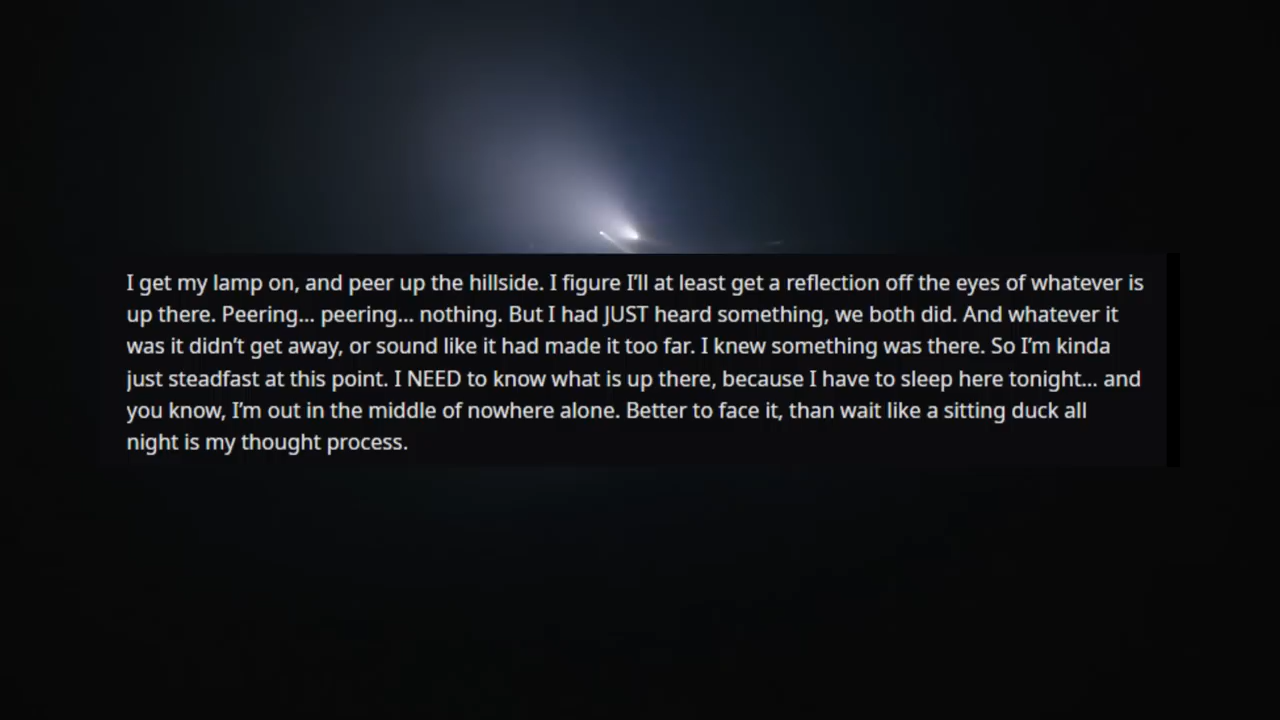 I get my lamp on, and peer up the hillside. I figure I’ll at least get a reflection off the eyes of whatever is
up there. Peering... peering... nothing. But I had JUST heard something, we both did. And whatever it
was it didn’t get away, or sound like it had made it too far. I knew something was there. So I’m kinda
just steadfast at this point. I NEED to know what is up there, because I have to sleep here tonight... and
you know, I’m out in the middle of nowhere alone. Better to face it, than wait like a sitting duck all
night is my thought process.